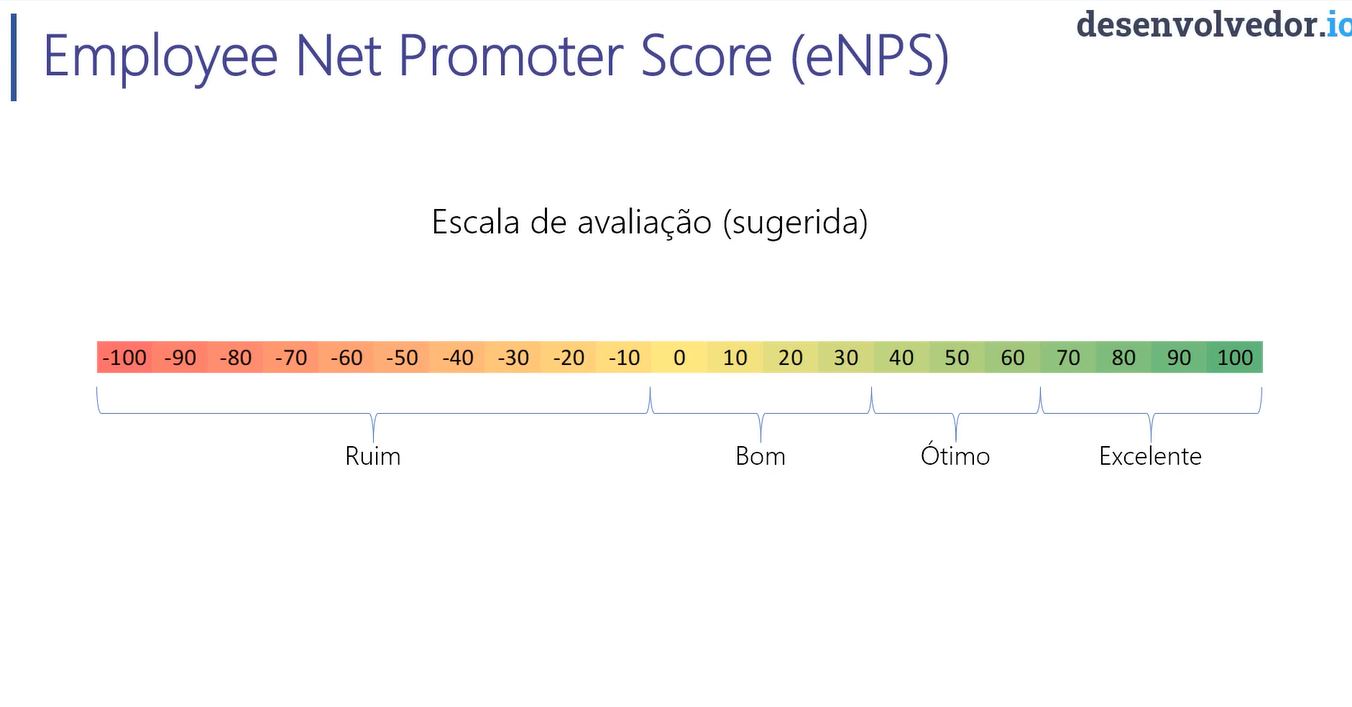 desenvolvedor.io
Employee Net Promoter Score (eNPS)
Escala de avaliação (sugerida)
-100 -90 -80 -70 -60 -50 -40 -30 -20 -10 0 10 20 30 40 50 60 70 80 90 100
Ruim Bom Ótimo Excelente